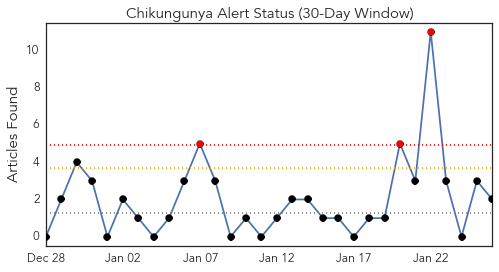 Chikungunya Alert Status (30-Day Window)
Articles Found
10
8
6
4
2
0
Dec 28
Jan 02
Jan 07
Jan 12
Jan 17
Jan 22